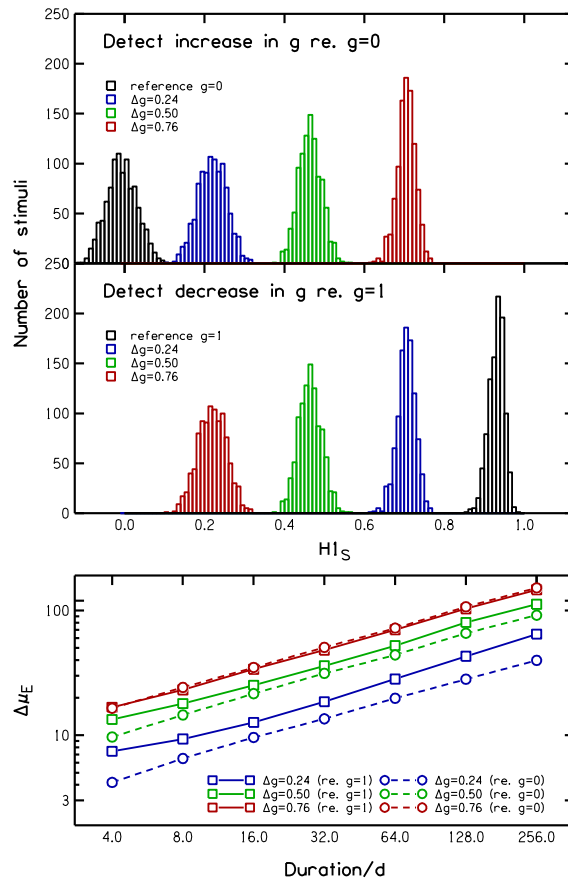 250
Detect increase in g re. g=0
200
reference g=0
Δg=0.24
Δg=0.50
Δg=0.76
150
100
50
Number of stimuli
250
Detect decrease in g re. g=1
200
reference g=1
Δg=0.24
Δg=0.50
Δg=0.76
150
100
50
0
0.0 0.2 0.4 0.6 0.8 1.0
H1S
100
ΔμE
10
3
Δg=0.24 (re. g=1) Δg=0.24 (re. g=0)
Δg=0.50 (re. g=1) Δg=0.50 (re. g=0)
Δg=0.76 (re. g=1) Δg=0.76 (re. g=0)
4.0 8.0 16.0 32.0 64.0 128.0 256.0
Duration/d